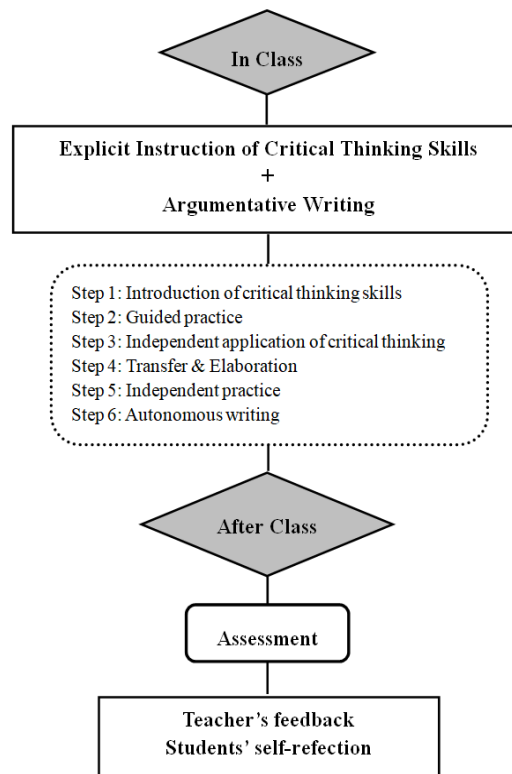 In Class
Explicit Instruction of Critical Thinking Skills
+
Argumentative Writing
Step 1: Introduction of critical thinking skills
Step 2: Guided practice
Step 3: Independent application of critical thinking
Step 4: Transfer & Elaboration
Step 5: Independent practice
Step 6: Autonomous writing
After Class
Assessment
Teacher’s feedback
Students’ self-refection